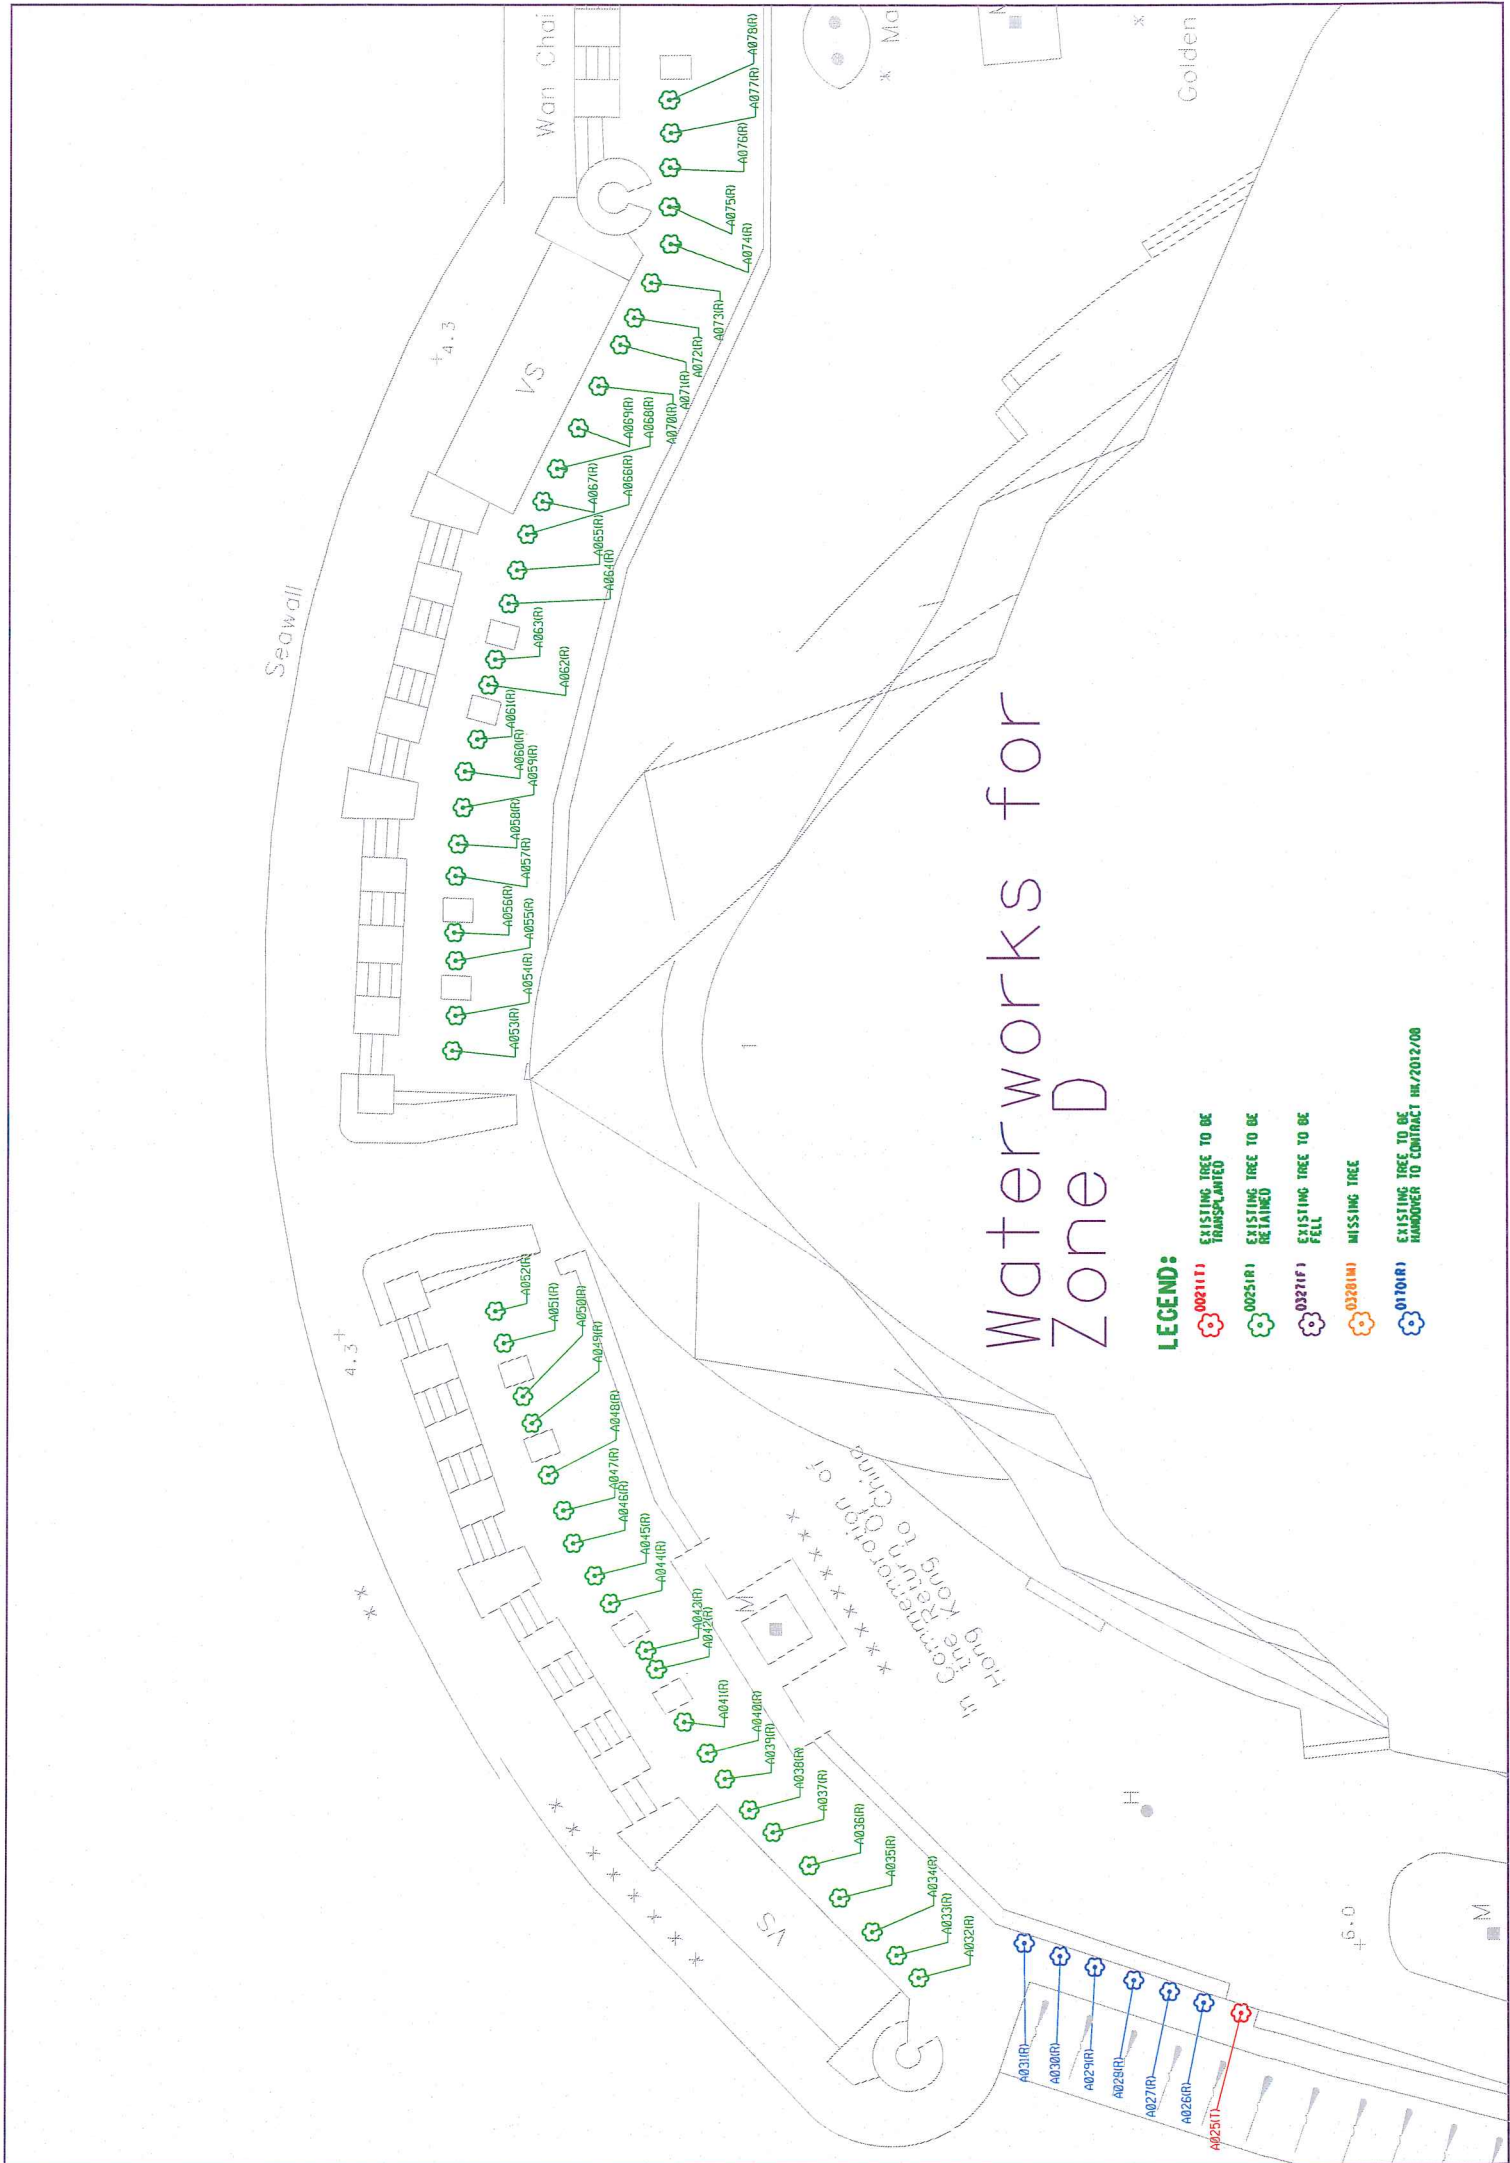 Wan Chai
Golden
Seawall
+4.3
VS
A078(R)
A077(R)
A076(R)
A075(R)
A074(R)
A073(R)
A072(R)
A071(R)
A070(R)
A069(R)
A068(R)
A067(R)
A066(R)
A065(R)
A064(R)
A063(R)
A062(R)
A061(R)
A060(R)
A059(R)
A058(R)
A057(R)
A056(R)
A055(R)
A054(R)
A053(R)
A052(R)
A051(R)
A050(R)
A049(R)
A048(R)
A047(R)
A046(R)
A045(R)
A044(R)
A043(R)
A042(R)
A041(R)
A040(R)
A039(R)
A038(R)
A037(R)
A036(R)
A035(R)
A034(R)
A033(R)
A032(R)
A031(R)
A030(R)
A029(R)
A028(R)
A027(R)
A026(R)
A025(T)
4.3+
VS
M
In Commemoration of
the Return to China
Hong Kong
H
+6.0
M
Waterworks for
Zone D
LEGEND:
0021(T) EXISTING TREE TO BE
TRANSPLANTED
0025(R) EXISTING TREE TO BE
RETAINED
0327(F) EXISTING TREE TO BE
FELL
0328(M) MISSING TREE
0170(R) EXISTING TREE TO BE
HANDOVER TO CONTRACT HK/2012/08